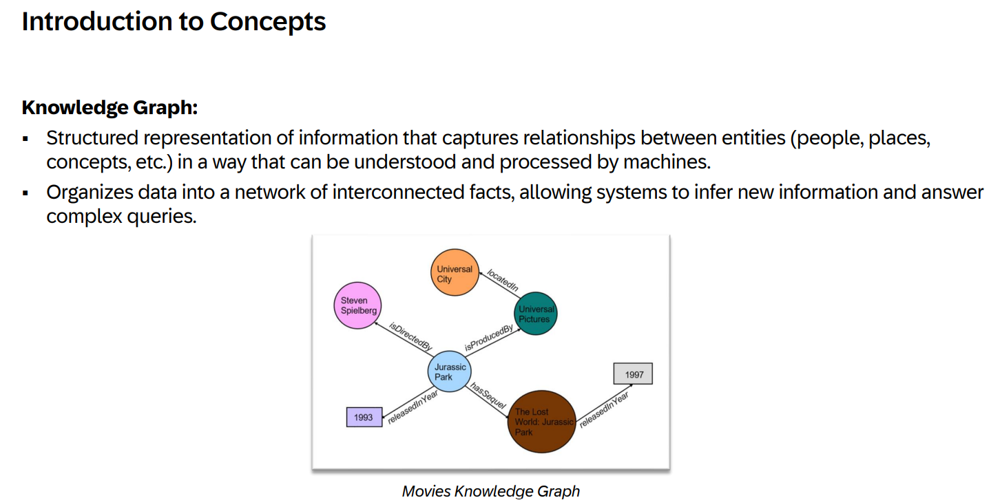 Introduction to Concepts
Knowledge Graph:
▪ Structured representation of information that captures relationships between entities (people, places,
concepts, etc.) in a way that can be understood and processed by machines.
▪ Organizes data into a network of interconnected facts, allowing systems to infer new information and answer
complex queries.
Universal
City
locatedIn
Steven
Spielberg
Universal
Pictures
isDirectedBy
isProducedBy
Jurassic
Park
1997
hasSequel
releasedInYear
1993
The Lost
World: Jurassic
Park
releasedInYear
Movies Knowledge Graph